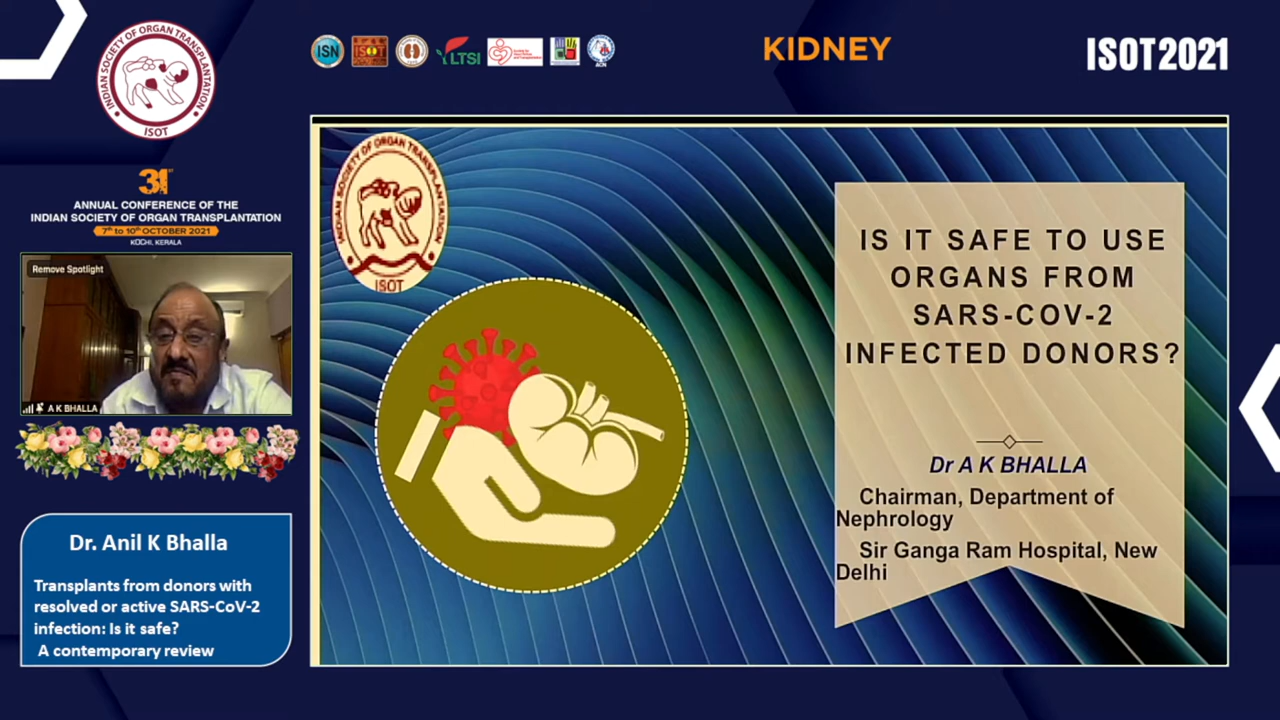 INDIAN SOCIETY OF ORGAN TRANSPLANTATION
ISOT
ISN
ISOT
LTSI
ACN
KIDNEY
ISOT2021
31st
ANNUAL CONFERENCE OF THE
INDIAN SOCIETY OF ORGAN TRANSPLANTATION
7th to 10th OCTOBER 2021
KOCHI, KERALA
Remove Spotlight
A K BHALLA
Dr. Anil K Bhalla
Transplants from donors with
resolved or active SARS-CoV-2
infection: Is it safe?
A contemporary review
INDIAN SOCIETY OF ORGAN TRANSPLANTATION
ISOT
IS IT SAFE TO USE
ORGANS FROM
SARS-COV-2
INFECTED DONORS?
Dr A K BHALLA
Chairman, Department of
Nephrology
Sir Ganga Ram Hospital, New
Delhi